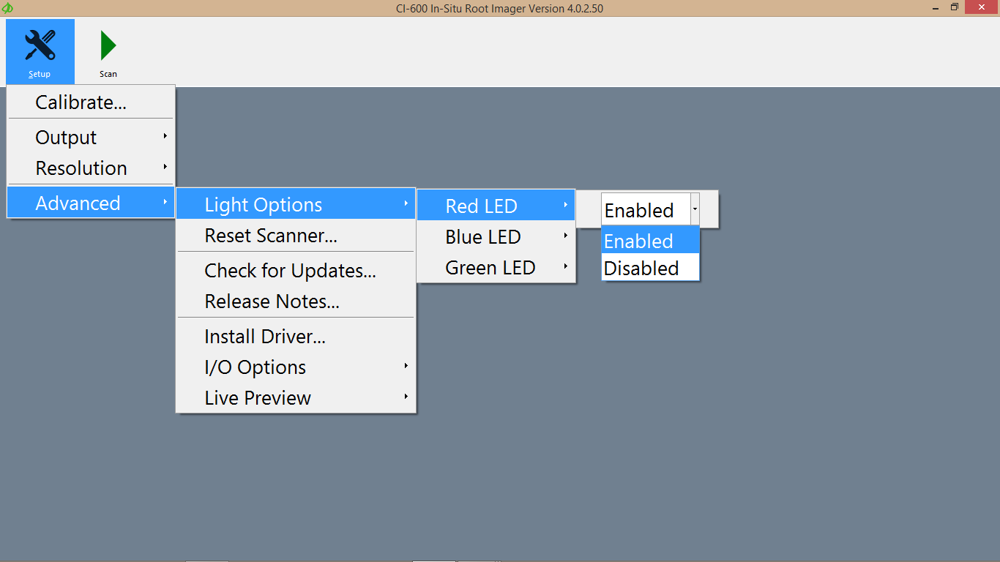 CI-600 In-Situ Root Imager Version 4.0.2.50
Setup
Scan
Calibrate...
Output
Resolution
Advanced
Light Options
Reset Scanner...
Check for Updates...
Release Notes...
Install Driver...
I/O Options
Live Preview
Red LED
Blue LED
Green LED
Enabled
Enabled
Disabled